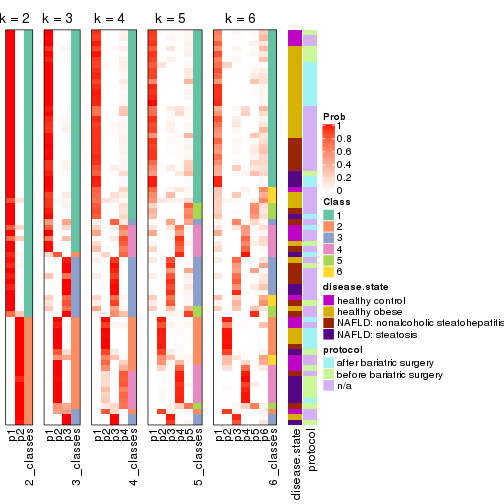 k = 2 k = 3 k = 4 k = 5 k = 6
Prob
1
0.8
0.6
0.4
0.2
0
Class
1
2
3
4
5
6
disease.state
healthy control
healthy obese
NAFLD: nonalcoholic steatohepatitis
NAFLD: steatosis
protocol
after bariatric surgery
before bariatric surgery
n/a
p1
p2
2_classes
p1
p2
p3
3_classes
p1
p2
p3
p4
4_classes
p1
p2
p3
p4
p5
5_classes
p1
p2
p3
p4
p5
p6
6_classes
disease.state
protocol